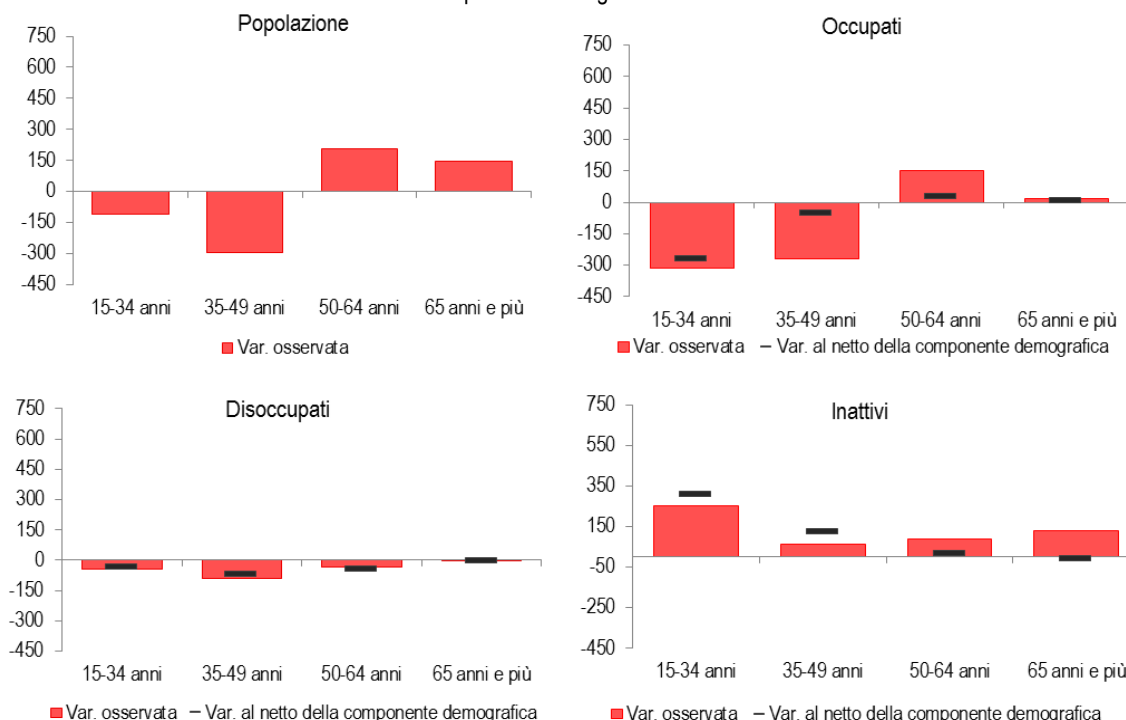 Popolazione
750
600
450
300
150
0
-150
-300
-450
15-34 anni 35-49 anni 50-64 anni 65 anni e più
Var. osservata
Occupati
750
600
450
300
150
0
-150
-300
-450
15-34 anni 35-49 anni 50-64 anni 65 anni e più
Var. osservata Var. al netto della componente demografica
Disoccupati
750
600
450
300
150
0
-150
-300
-450
15-34 anni 35-49 anni 50-64 anni 65 anni e più
Var. osservata Var. al netto della componente demografica
Inattivi
750
550
350
150
-50
-250
-450
15-34 anni 35-49 anni 50-64 anni 65 anni e più
Var. osservata Var. al netto della componente demografica